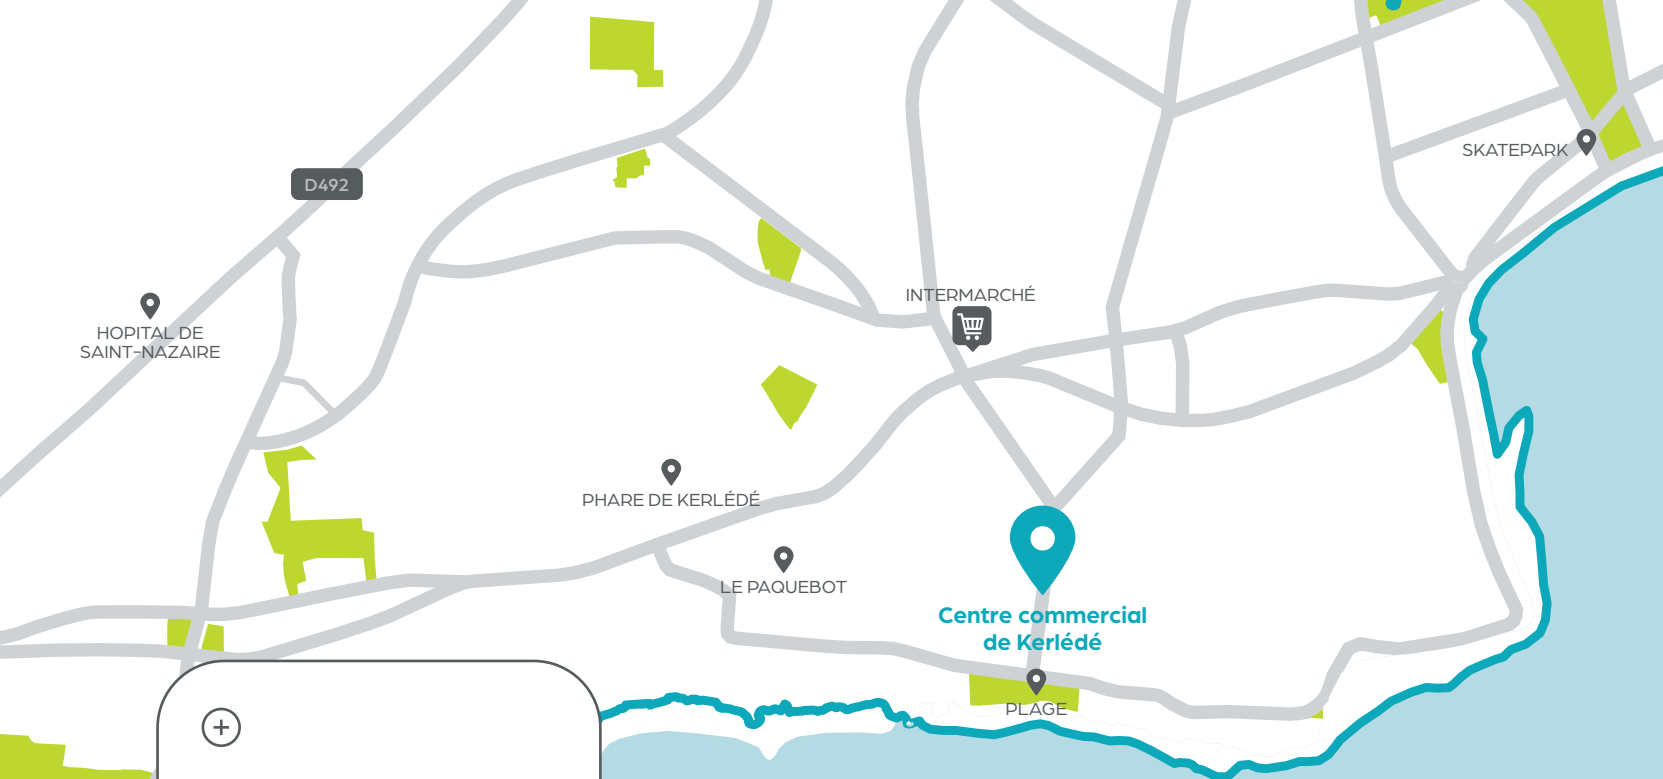 SKATEPARK
D492
INTERMARCHÉ
HOPITAL DE
SAINT-NAZAIRE
PHARE DE KERLÉDÉ
LE PAQUEBOT
Centre commercial
de Kerlédé
PLAGE